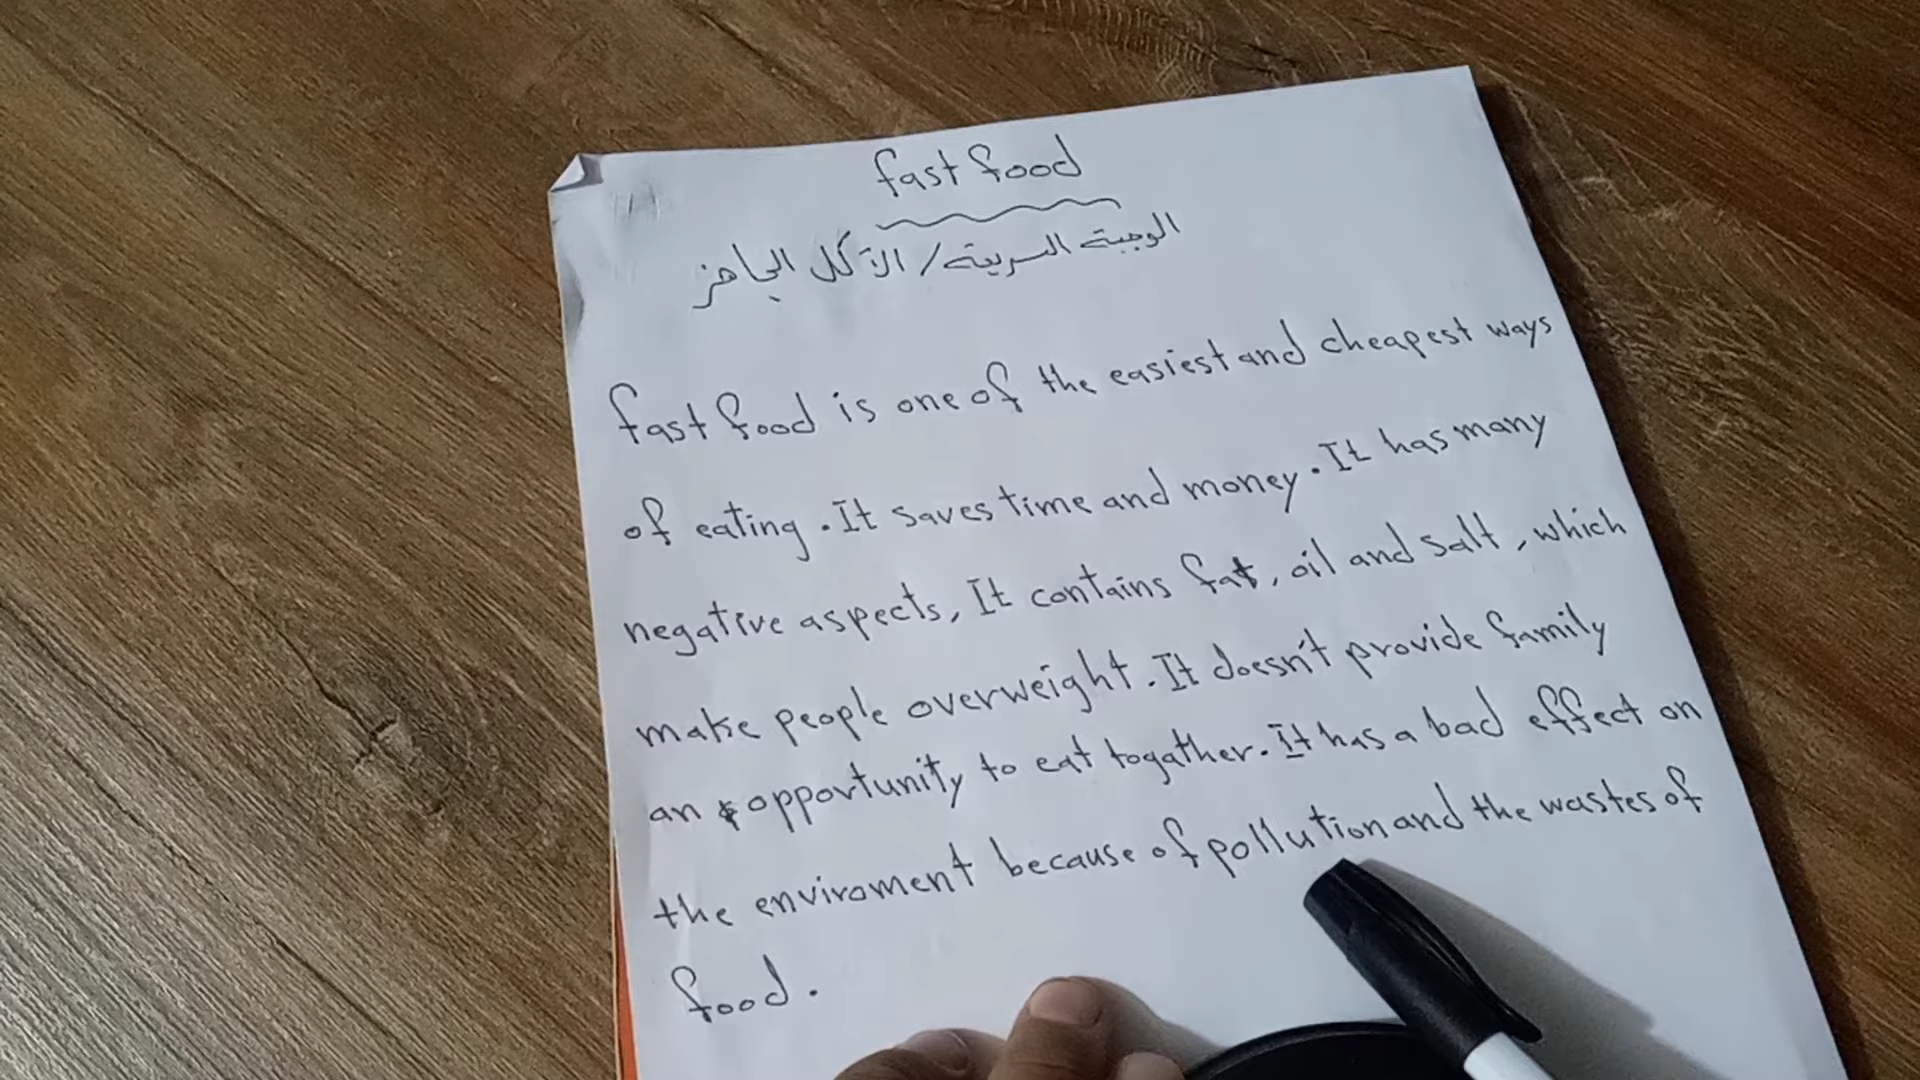 fast food
الوجبة السريعة / الأكل الجاهز
fast food is one of the easiest and cheapest ways
of eating. It saves time and money. It has many
negative aspects, It contains fat, oil and salt, which
make people overweight. It doesn't provide family
an opportunity to eat togather. It has a bad effect on
the enviroment because of pollution and the wastes of
food.